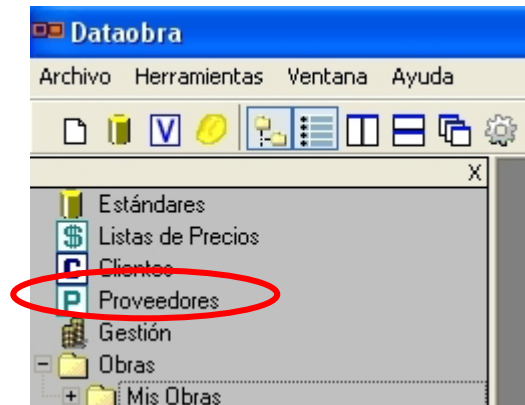 Dataobra
Archivo Herramientas Ventana Ayuda
V
X
Estándares
$ Listas de Precios
C Clientes
P Proveedores
Gestión
Obras
Mis Obras